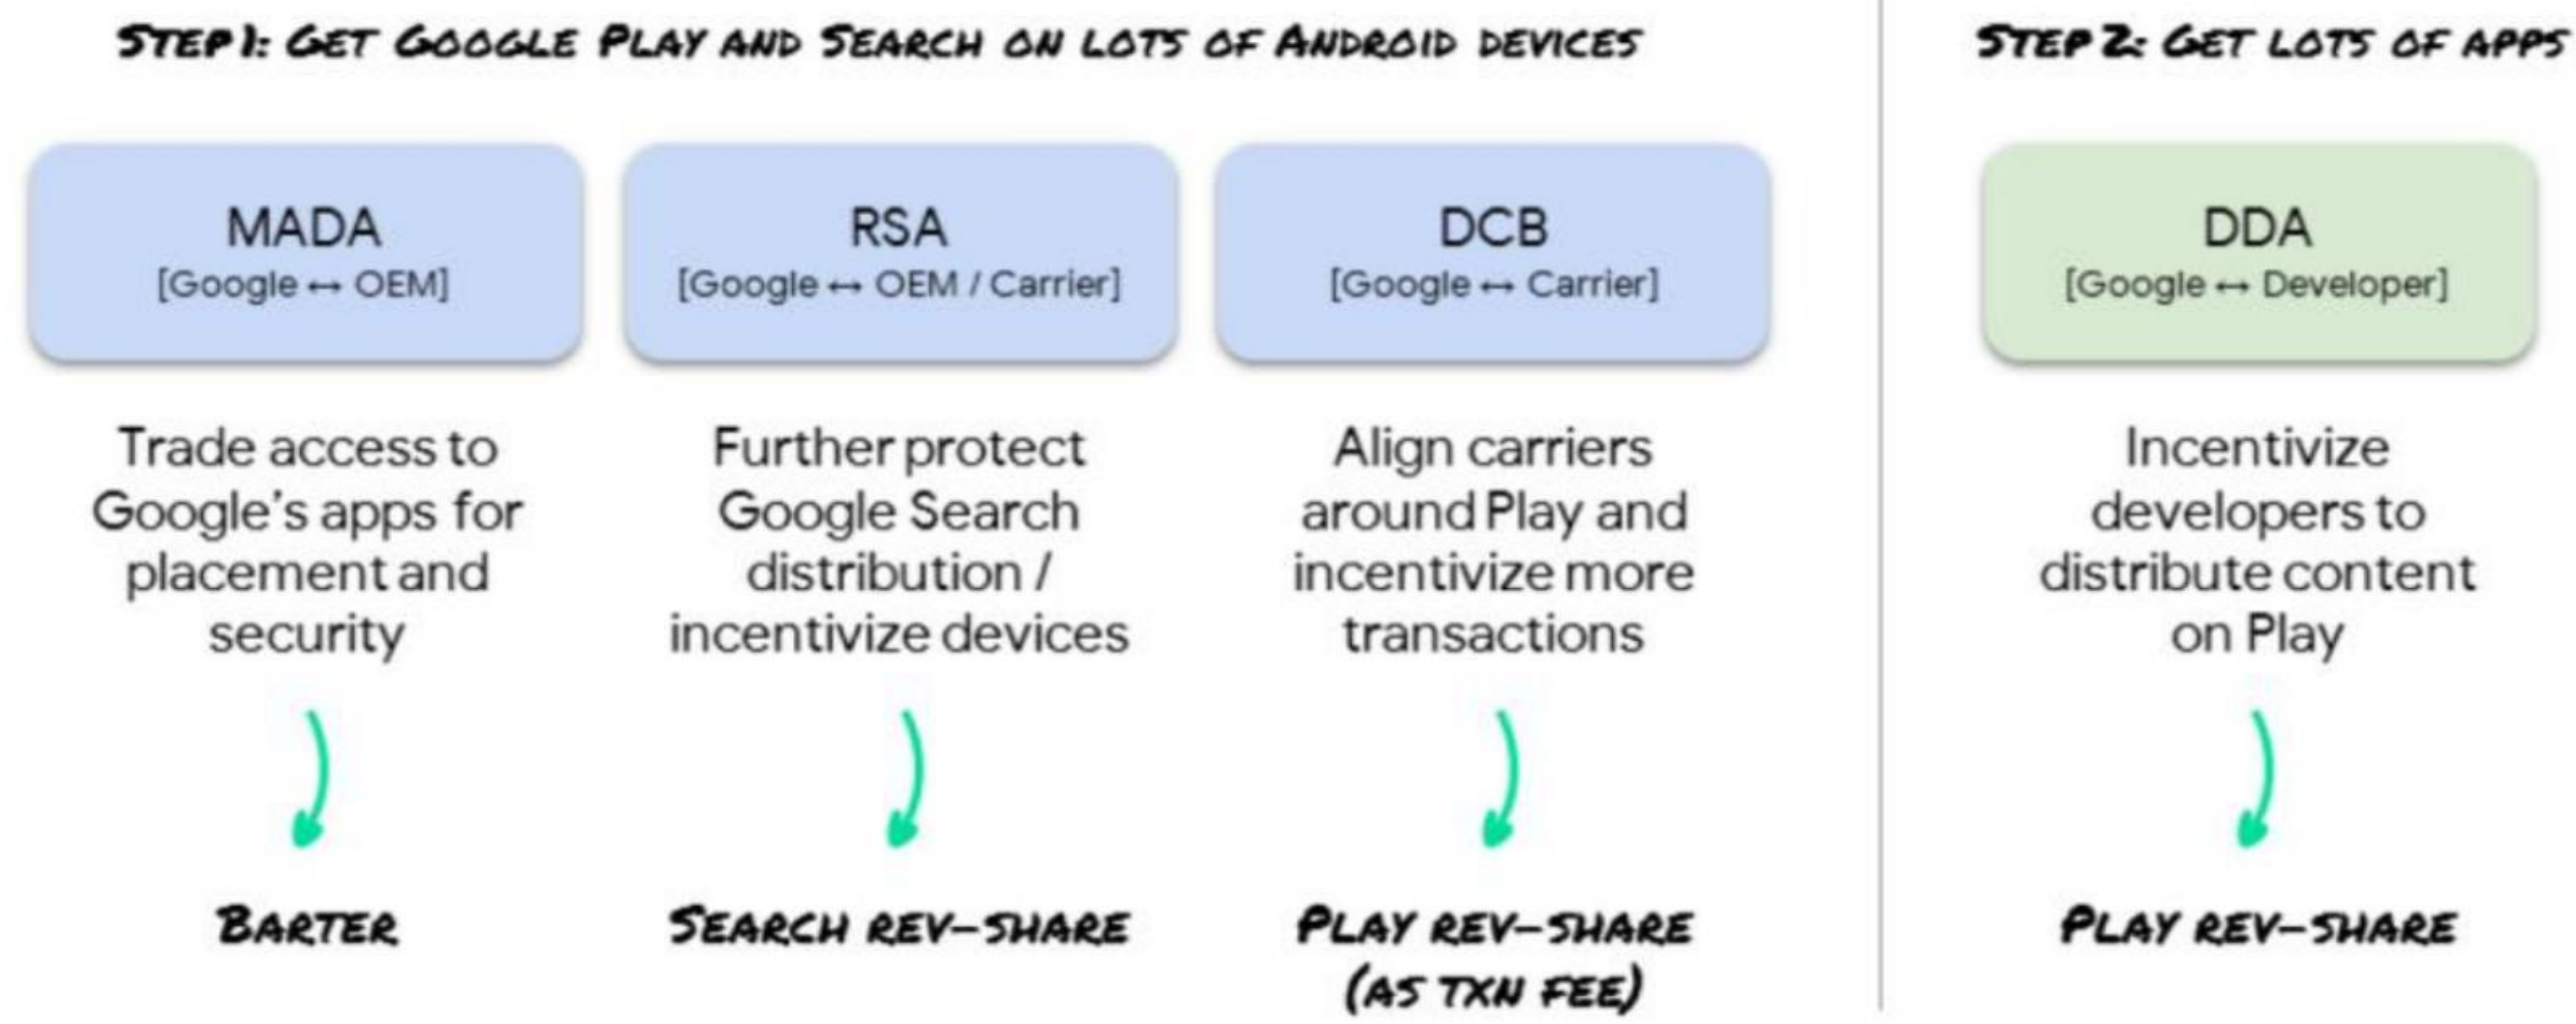 STEP 1: GET GOOGLE PLAY AND SEARCH ON LOTS OF ANDROID DEVICES
MADA
[Google ↔ OEM]
Trade access to
Google's apps for
placement and
security
BARTER
RSA
[Google ↔ OEM / Carrier]
Further protect
Google Search
distribution /
incentivize devices
SEARCH REV-SHARE
DCB
[Google ↔ Carrier]
Align carriers
around Play and
incentivize more
transactions
PLAY REV-SHARE
(AS TXN FEE)
STEP 2: GET LOTS OF APPS
DDA
[Google ↔ Developer]
Incentivize
developers to
distribute content
on Play
PLAY REV-SHARE